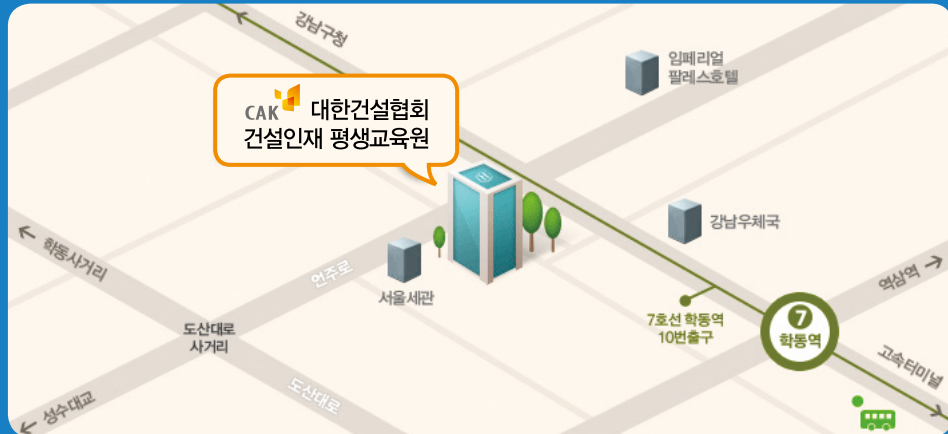 강남구청
임페리얼
팰레스호텔
CAK 대한건설협회
건설인재 평생교육원
강남우체국
학동사거리
언주로
역삼역
서울세관
7호선 학동역
10번출구
7
학동역
도산대로
사거리
고속터미널
도산대로
성수대교